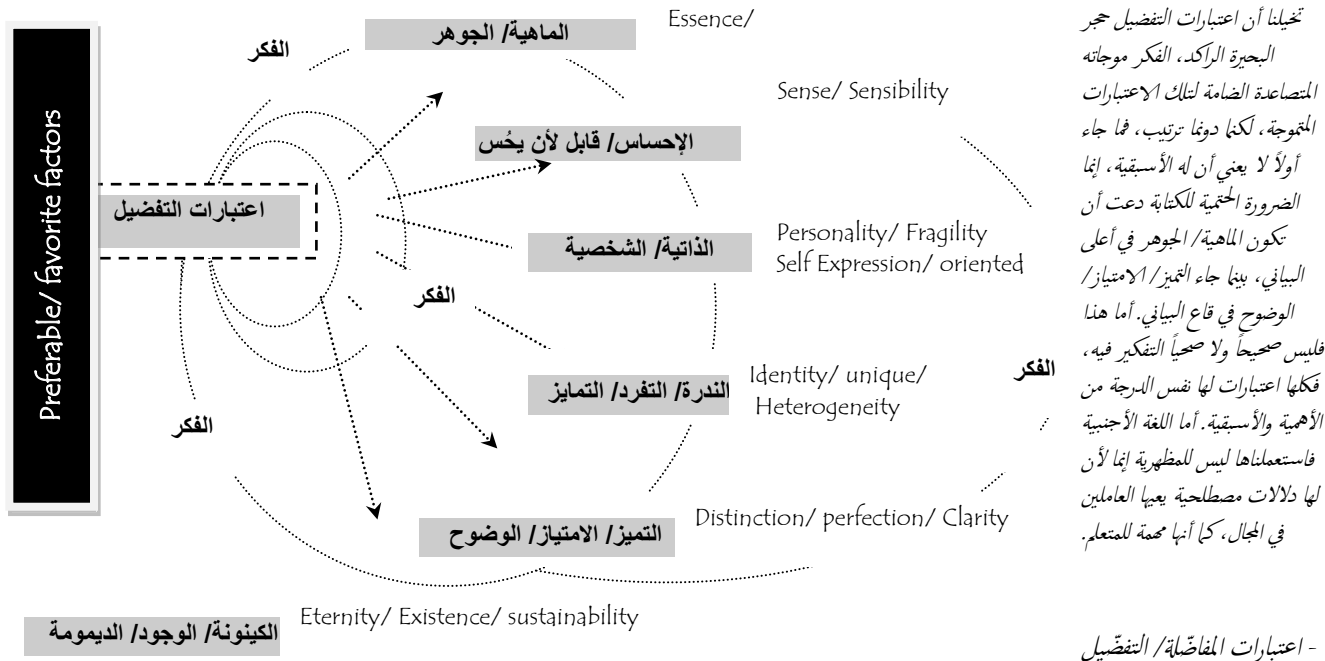 Preferable/ favorite factors
اعتبارات التفضيل
الفكر
الماهية/ الجوهر
Essence/
الإحساس/ قابل لأن يحُس
Sense/ Sensibility
الذاتية/ الشخصية
Personality/ Fragility
Self Expression/ oriented
الفكر
الندرة/ التفرد/ التمايز
Identity/ unique/
Heterogeneity
الفكر
الفكر
التميز/ الامتياز/ الوضوح
Distinction/ perfection/ Clarity
الكينونة/ الوجود/ الديمومة
Eternity/ Existence/ sustainability
تخيلنا أن اعتبارات التفضيل حجر
البحيرة الراكد، الفكر موجاته
المتصاعدة الضامة لتلك الاعتبارات
المتموجة، لكنما دونما ترتيب، فما جاء
أولاً لا يعني أن له الأسبقية، إنما
الضرورة الحتمية للكتابة دعت أن
تكون الماهية/ الجوهر في أعلى
البياني، بينما جاء التميز/ الامتياز/
الوضوح في قاع البياني. أما هذا
فليس صحيحاً ولا صحياً التفكير فيه،
فكلها اعتبارات لها نفس الدرجة من
الأهمية والأسبقية. أما اللغة الأجنبية
فاستعملناها ليس للمظهرية إنما لأن
لها دلالات مصطلحية يعيها العاملين
في المجال، كما أنها مهمة للمتعلم.
- اعتبارات المفاضّلة/ التفضّيل